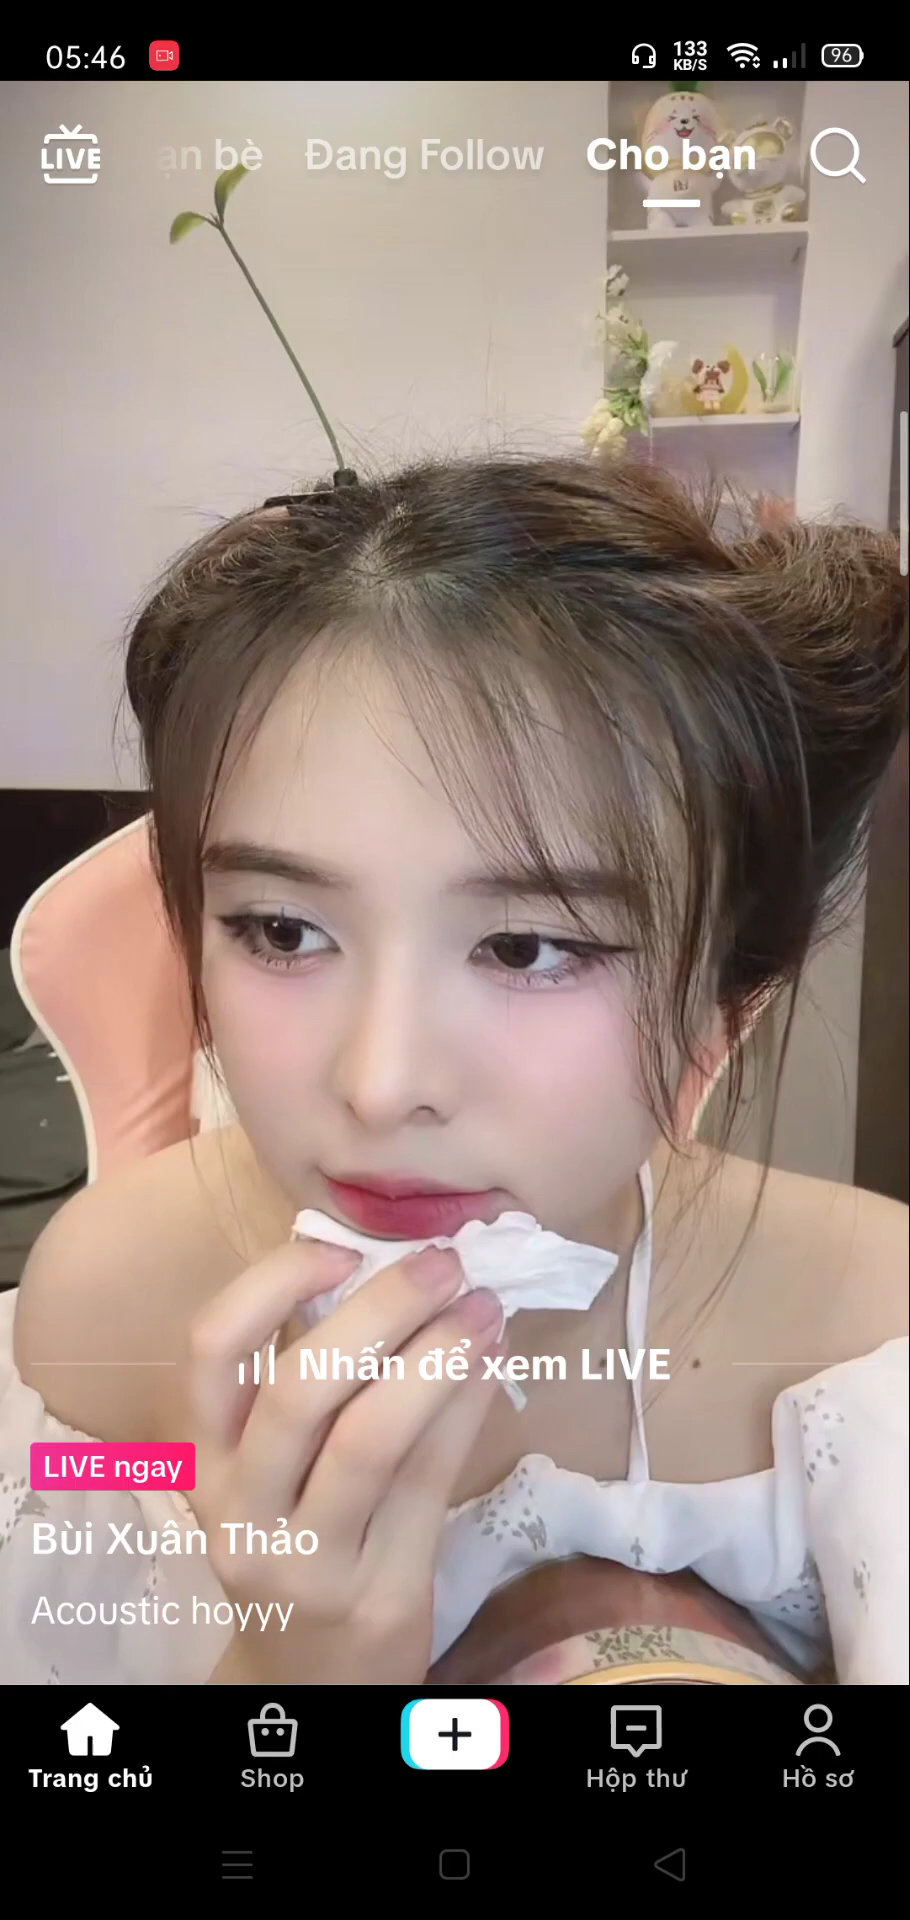 05:46
133
KB/S
96
LIVE
ạn bè
Đang Follow
Cho bạn
Nhấn để xem LIVE
LIVE ngay
Bùi Xuân Thảo
Acoustic hoyyy
Trang chủ
Shop
Hộp thư
Hồ sơ